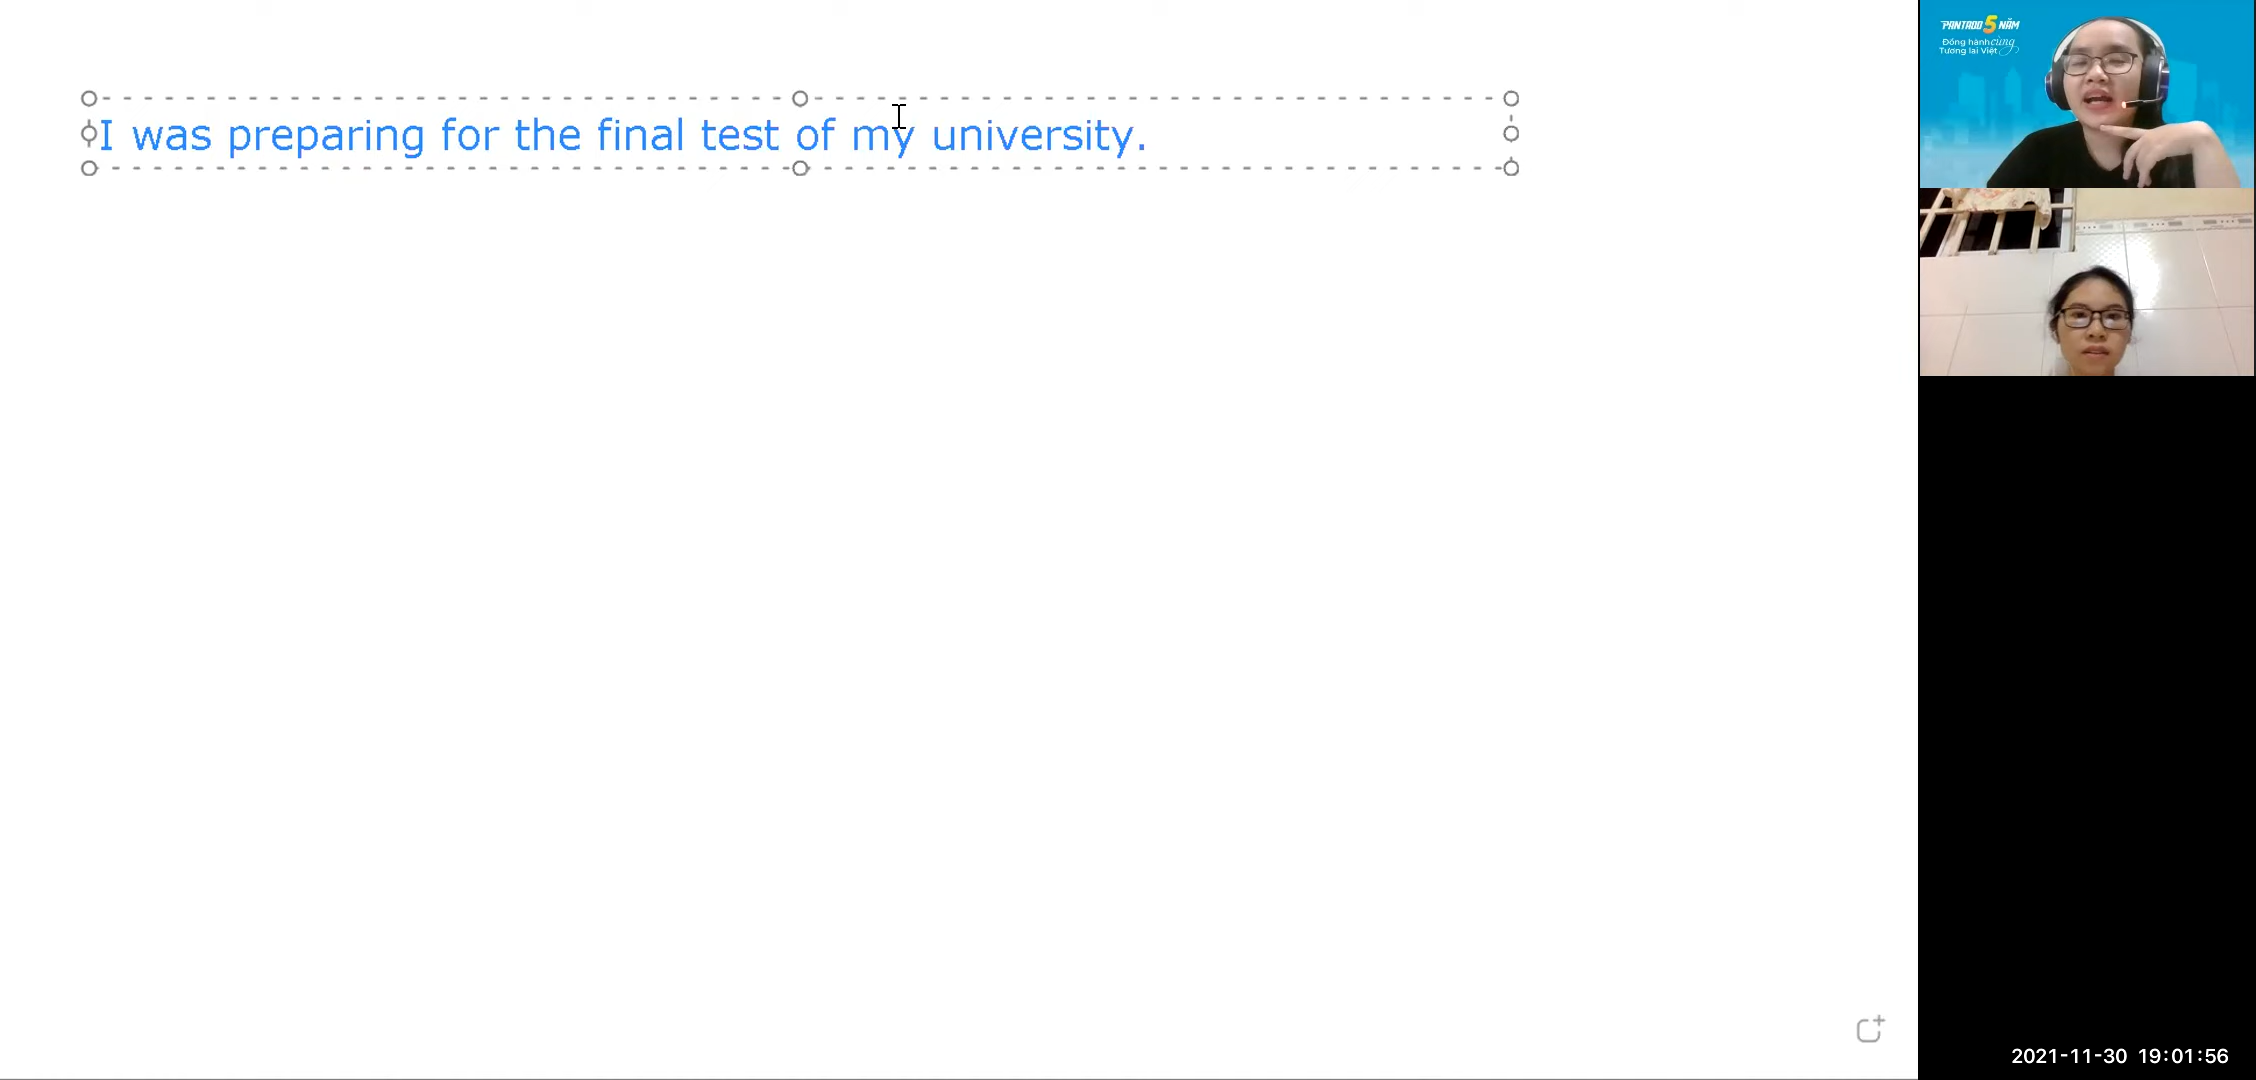 I was preparing for the final test of my university.
PANTADO 5 NĂM
Đồng hành cùng
Tương lai Việt
2021-11-30 19:01:56